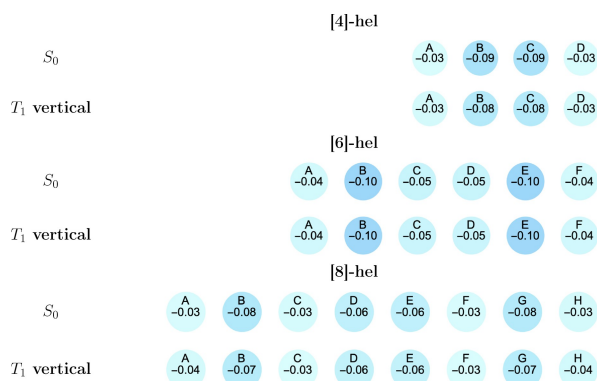 [4]-hel
A B C D
S0 −0.03 −0.09 −0.09 −0.03
A B C D
T1 vertical −0.03 −0.08 −0.08 −0.03
[6]-hel
A B C D E F
S0 −0.04 −0.10 −0.05 −0.05 −0.10 −0.04
A B C D E F
T1 vertical −0.04 −0.10 −0.05 −0.05 −0.10 −0.04
[8]-hel
A B C D E F G H
S0 −0.03 −0.08 −0.03 −0.06 −0.06 −0.03 −0.08 −0.03
A B C D E F G H
T1 vertical −0.04 −0.07 −0.03 −0.06 −0.06 −0.03 −0.07 −0.04